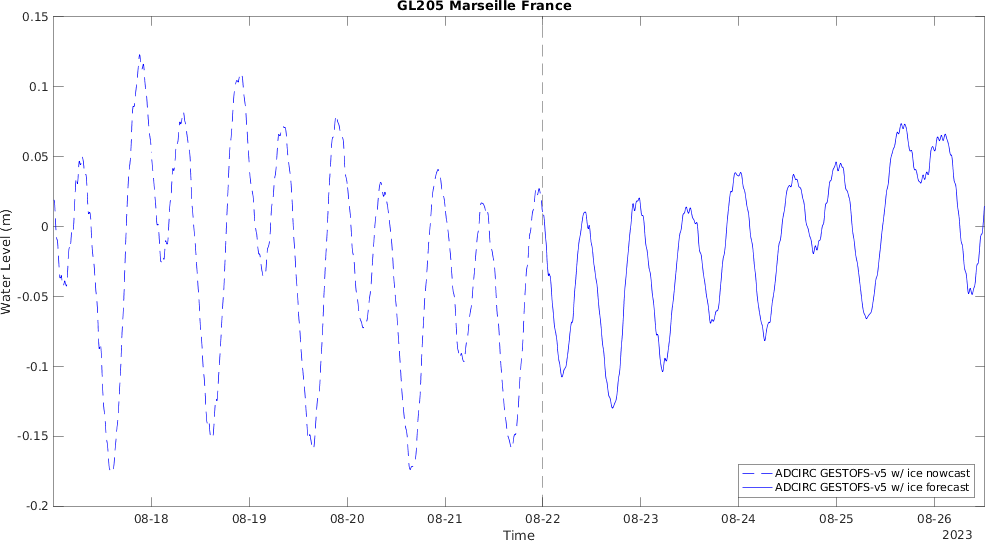 GL205 Marseille France
Water Level (m)
0.15
0.1
0.05
0
-0.05
-0.1
-0.15
-0.2
08-18 08-19 08-20 08-21 08-22 08-23 08-24 08-25 08-26
Time
2023
ADCIRC GESTOFS-v5 w/ ice nowcast
ADCIRC GESTOFS-v5 w/ ice forecast